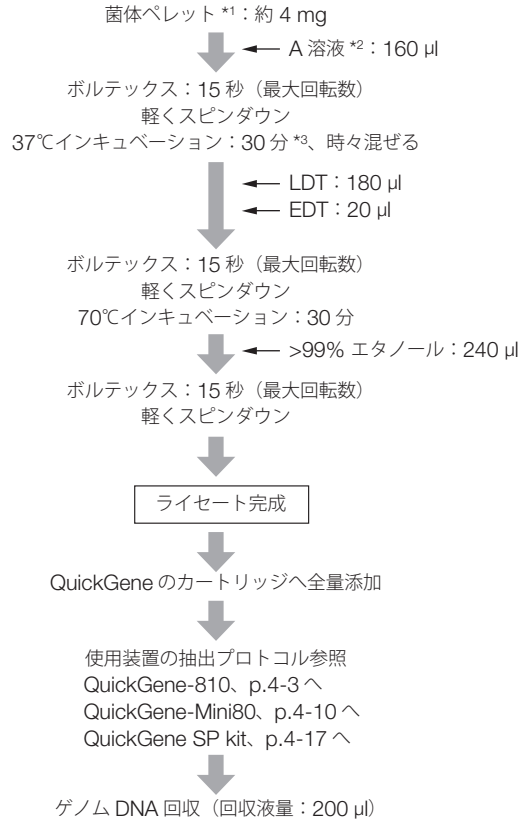 菌体ペレット *1：約 4 mg
A 溶液 *2：160 μl
ボルテックス：15 秒（最大回転数）
軽くスピンダウン
37℃インキュベーション：30 分 *3、時々混ぜる
LDT：180 μl
EDT：20 μl
ボルテックス：15 秒（最大回転数）
軽くスピンダウン
70℃インキュベーション：30 分
>99% エタノール：240 μl
ボルテックス：15 秒（最大回転数）
軽くスピンダウン
ライセート完成
QuickGene のカートリッジへ全量添加
使用装置の抽出プロトコル参照
QuickGene-810、p.4-3 へ
QuickGene-Mini80、p.4-10 へ
QuickGene SP kit、p.4-17 へ
ゲノム DNA 回収（回収液量：200 μl）